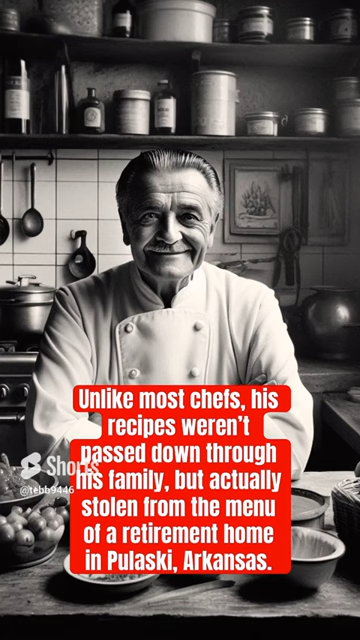 Unlike most chefs, his
recipes weren't
passed down through
his family, but actually
stolen from the menu
of a retirement home
in Pulaski, Arkansas.
Shorts
@tebb9446